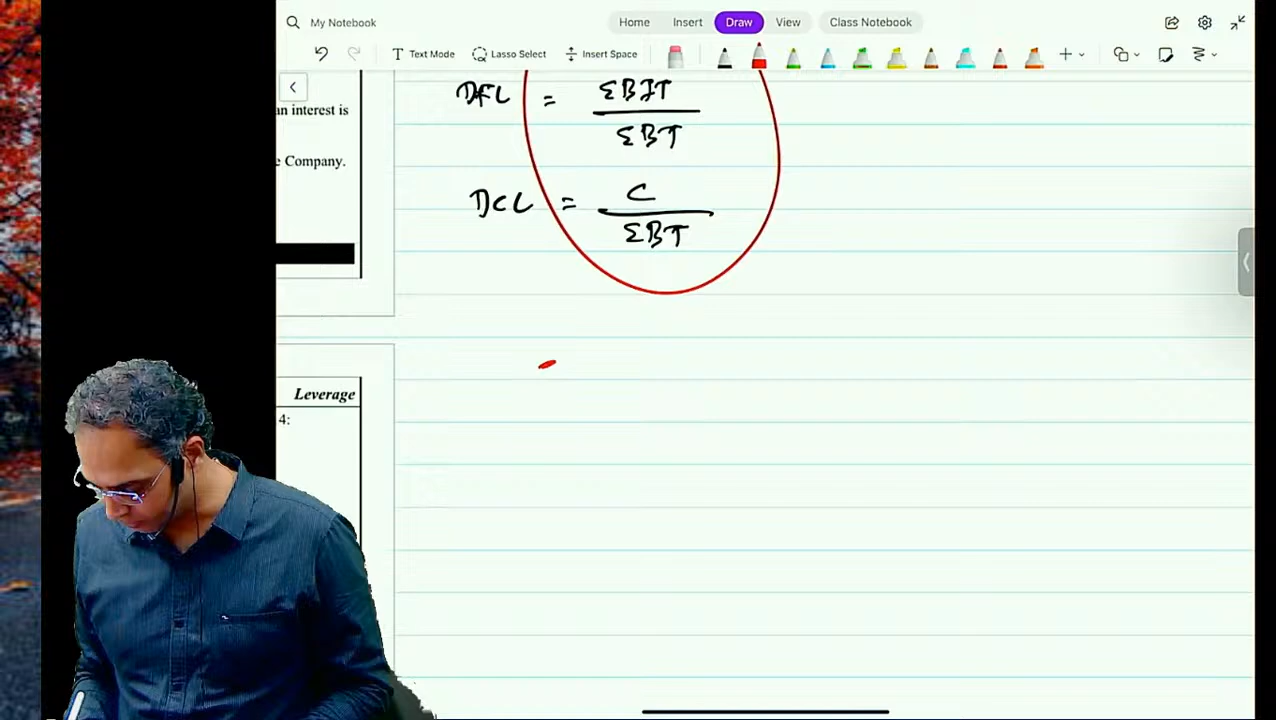 My Notebook
Home Insert Draw View Class Notebook
Text Mode Lasso Select Insert Space
an interest is
e Company.
DFL = EBIT
EBT
DCL = C
EBT
Leverage
4: